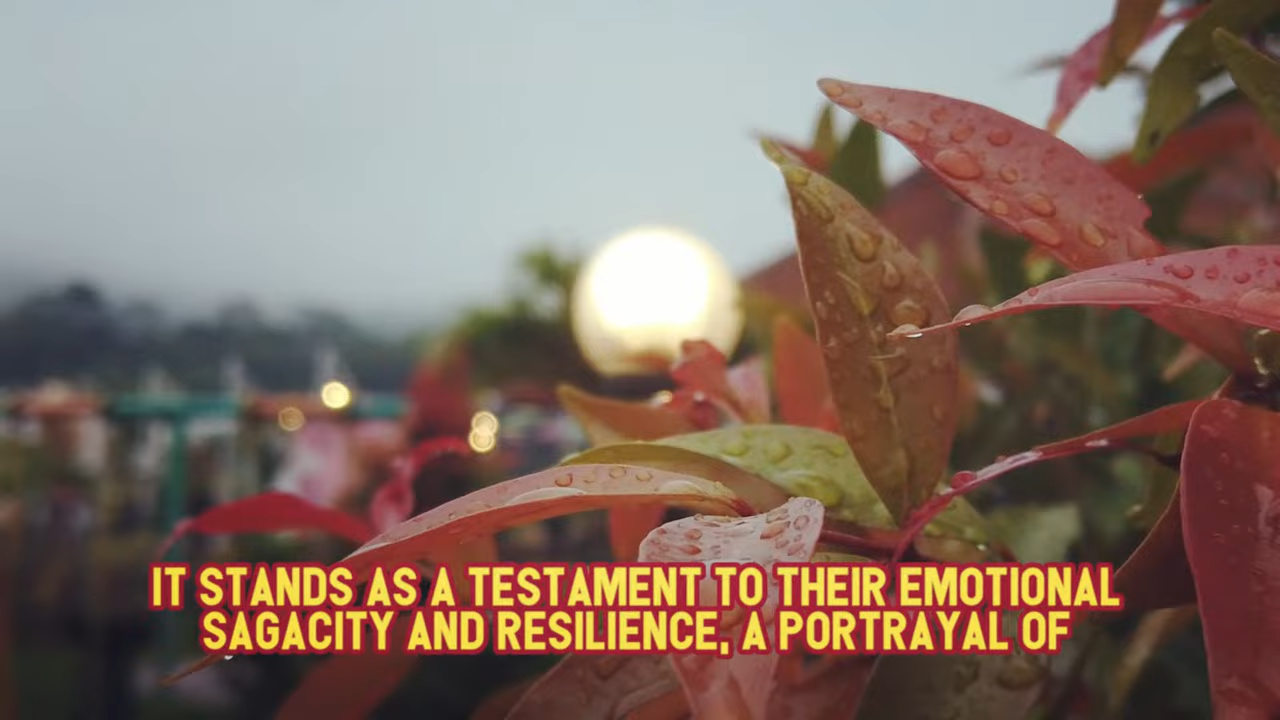 IT STANDS AS A TESTAMENT TO THEIR EMOTIONAL
SAGACITY AND RESILIENCE, A PORTRAYAL OF